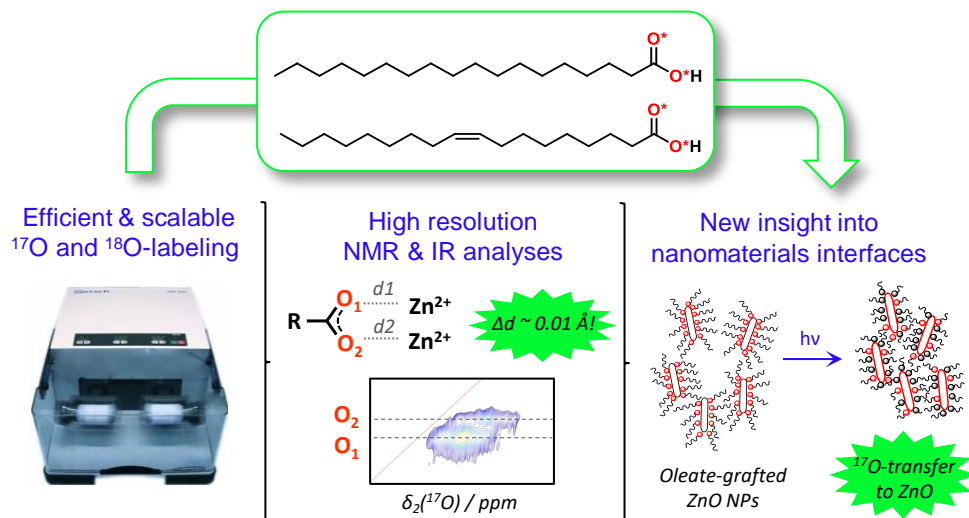 O*
O*H
O*
O*H
Efficient & scalable
¹⁷O and ¹⁸O-labeling
High resolution
NMR & IR analyses
R
O₁
d1
Zn²⁺
O₂
d2
Zn²⁺
Δd ~ 0.01 Å!
O₂
O₁
δ₂(¹⁷O) / ppm
New insight into
nanomaterials interfaces
hν
Oleate-grafted
ZnO NPs
¹⁷O-transfer
to ZnO